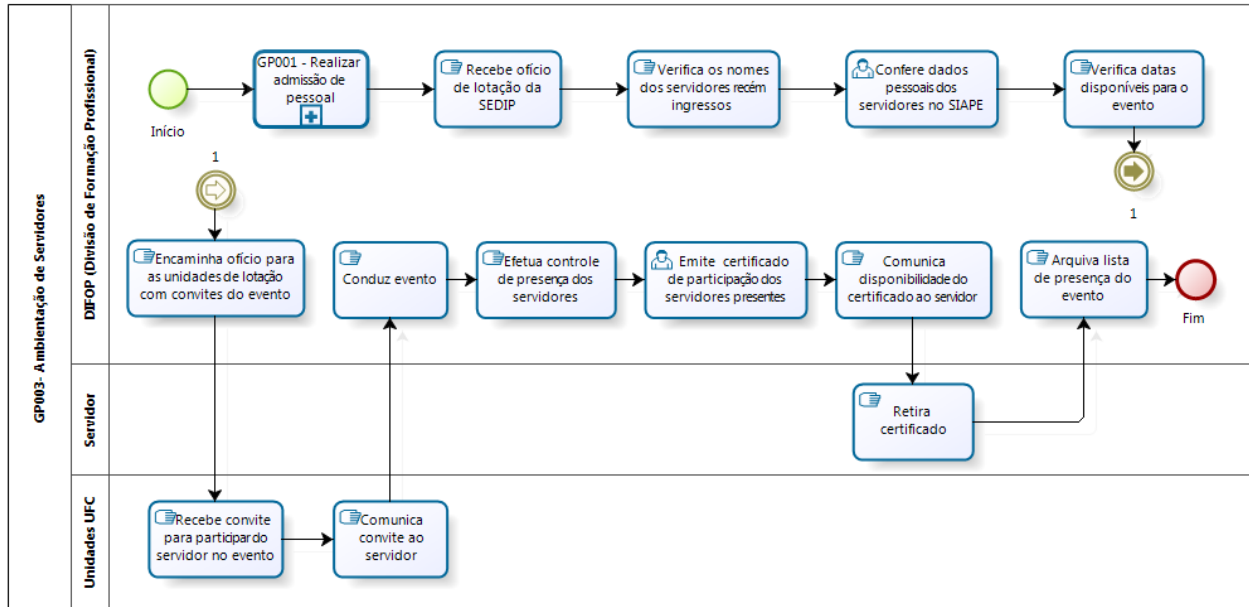 GP003- Ambientação de Servidores
DIFOP (Divisão de Formação Profissional)
Início
GP001 - Realizar
admissão de
pessoal
Recebe ofício
de lotação da
SEDIP
Verifica os nomes
dos servidores recém
ingressos
Confere dados
pessoais dos
servidores no SIAPE
Verifica datas
disponíveis para o
evento
1
1
Encaminha ofício para
as unidades de lotação
com convites do evento
Conduz evento
Efetua controle
de presença dos
servidores
Emite certificado
de participação dos
servidores presentes
Comunica
disponibilidade do
certificado ao servidor
Arquiva lista
de presença do
evento
Fim
Servidor
Retira
certificado
Unidades UFC
Recebe convite
para participar do
servidor no evento
Comunica
convite ao
servidor